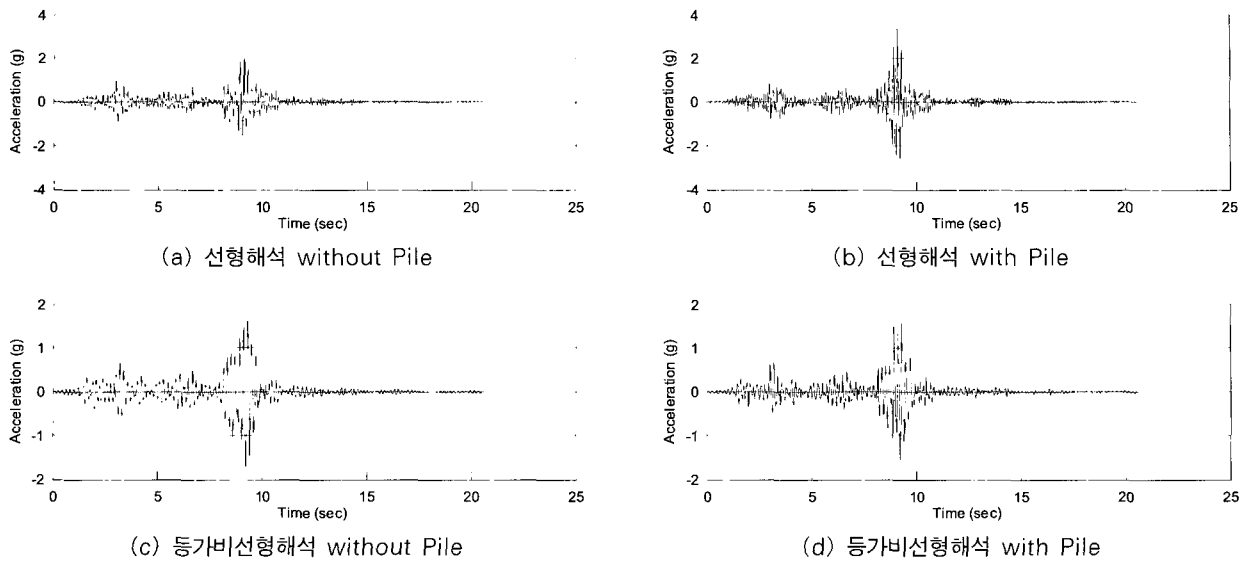 4
2
0
-2
-4
Acceleration (g)
0 5 10 15 20 25
Time (sec)
(a) 선형해석 without Pile
4
2
0
-2
-4
Acceleration (g)
0 5 10 15 20 25
Time (sec)
(b) 선형해석 with Pile
2
1
0
-1
-2
Acceleration (g)
0 5 10 15 20 25
Time (sec)
(c) 등가비선형해석 without Pile
2
1
0
-1
-2
Acceleration (g)
0 5 10 15 20 25
Time (sec)
(d) 등가비선형해석 with Pile